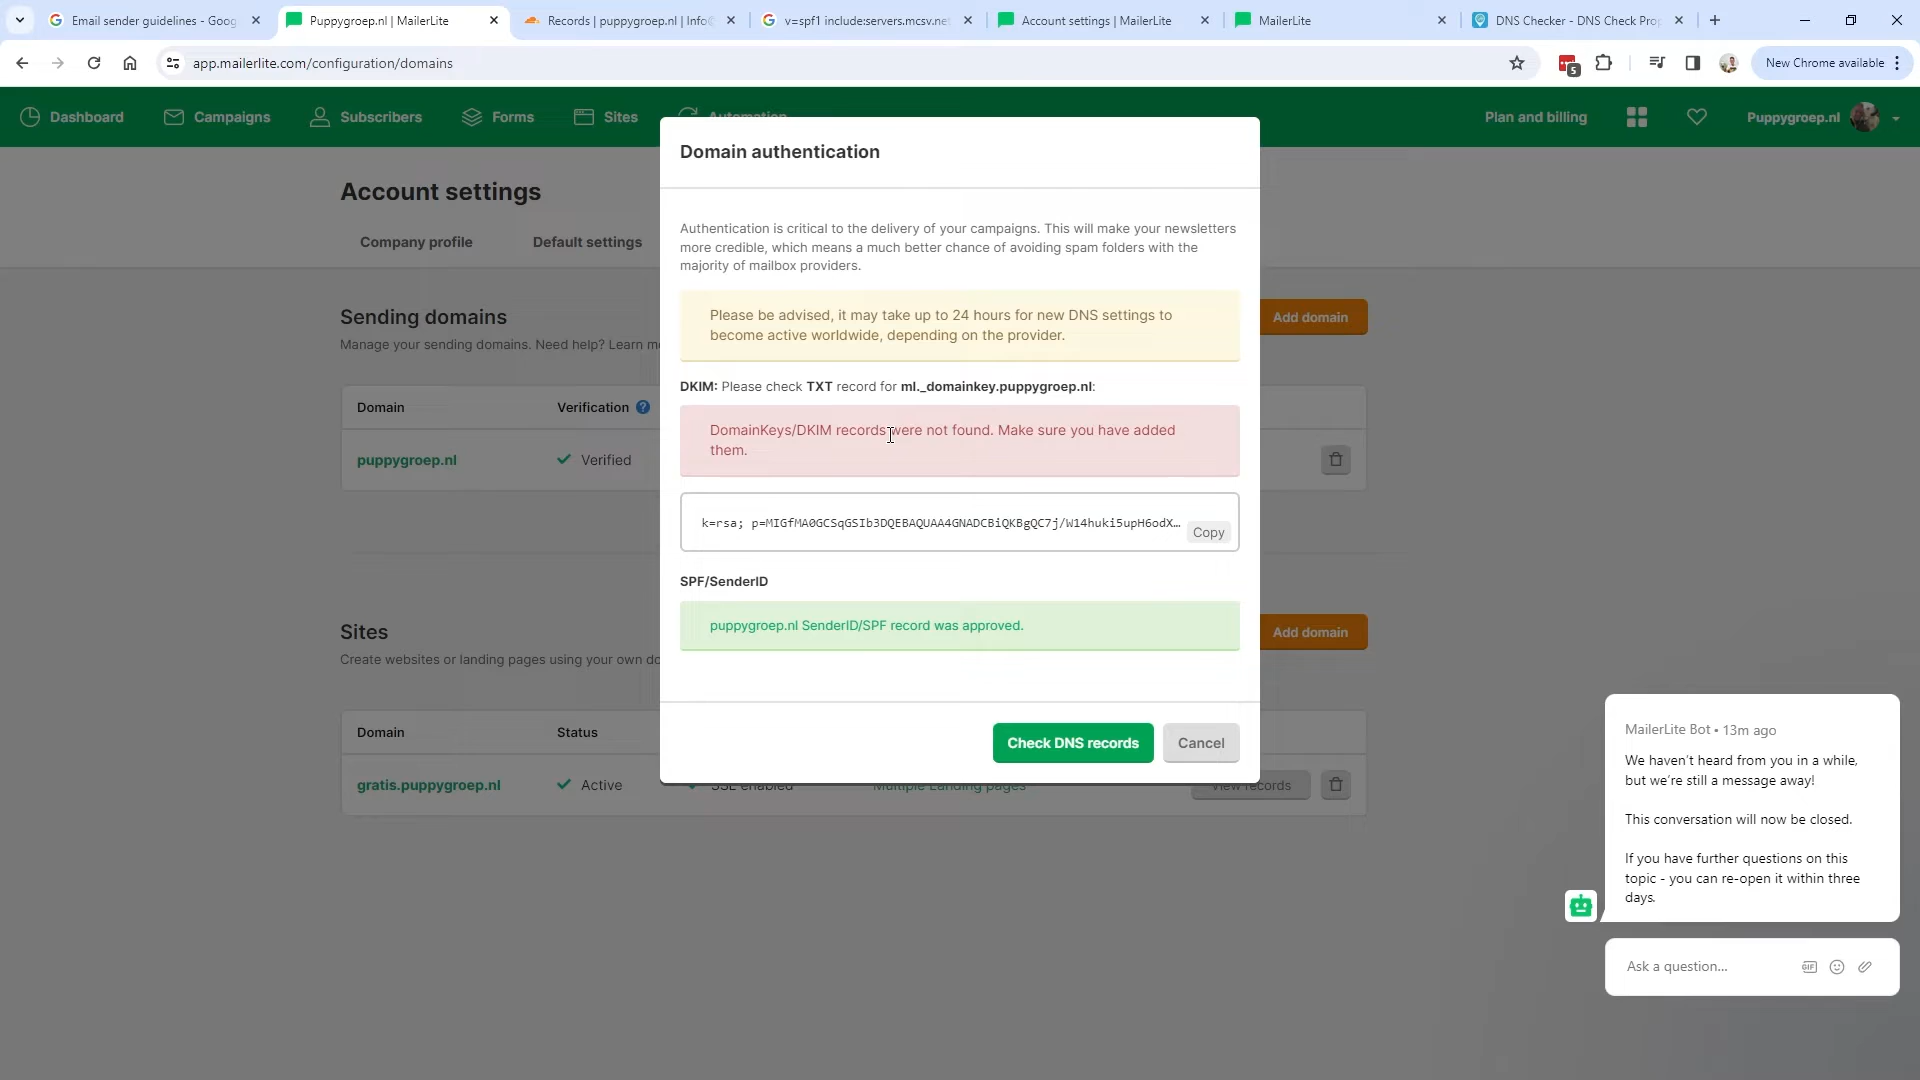 Email sender guidelines - Goog
Puppygroep.nl | MailerLite
Records | puppygroep.nl | Info
v=spf1 include:servers.mcsv.net
Account settings | MailerLite
MailerLite
DNS Checker - DNS Check Prop
app.mailerlite.com/configuration/domains
5
New Chrome available
Dashboard
Campaigns
Subscribers
Forms
Sites
Automation
Plan and billing
Puppygroep.nl
Account settings
Company profile
Default settings
Sending domains
Manage your sending domains. Need help? Learn m
Add domain
Domain
Verification ?
puppygroep.nl
Verified
Sites
Create websites or landing pages using your own do
Add domain
Domain
Status
gratis.puppygroep.nl
Active
SSL enabled
Multiple Landing pages
View records
Domain authentication
Authentication is critical to the delivery of your campaigns. This will make your newsletters
more credible, which means a much better chance of avoiding spam folders with the
majority of mailbox providers.
Please be advised, it may take up to 24 hours for new DNS settings to
become active worldwide, depending on the provider.
DKIM: Please check TXT record for ml._domainkey.puppygroep.nl:
DomainKeys/DKIM records were not found. Make sure you have added
them.
k=rsa; p=MIGfMA0GCSqGSIb3DQEBAQUAA4GNADCBiQKBgQC7j/W14huki5upH6odX…
Copy
SPF/SenderID
puppygroep.nl SenderID/SPF record was approved.
Check DNS records
Cancel
MailerLite Bot • 13m ago
We haven't heard from you in a while,
but we're still a message away!
This conversation will now be closed.
If you have further questions on this
topic - you can re-open it within three
days.
Ask a question...
GIF